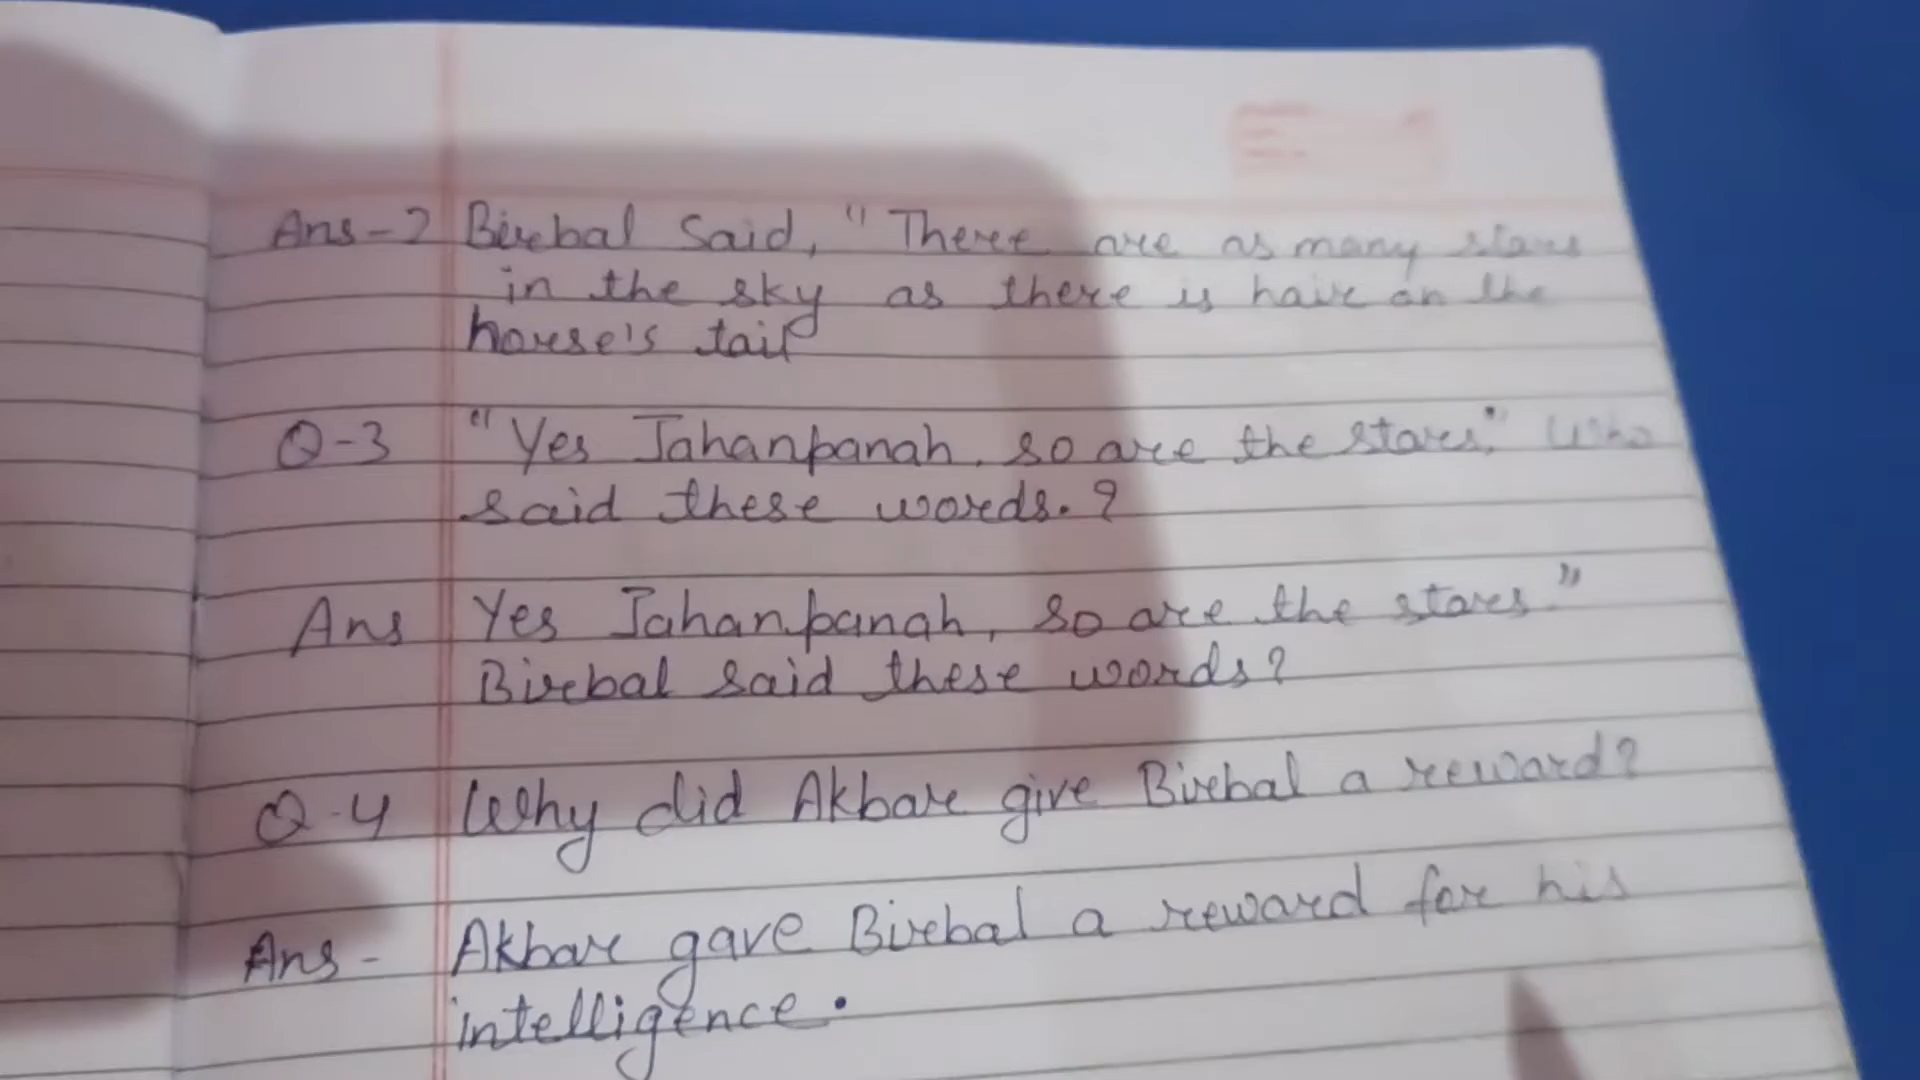 Ans-2 Birbal Said, "There are as many stars
in the sky as there is hair on the
horse's tail
Q-3 "Yes Jahanpanah. so are the stars." Who
said these words.?
Ans Yes Jahanpanah, so are the stars."
Birbal said these words?
Q-4 Why did Akbar give Birbal a reward?
Ans- Akbar gave Birbal a reward for his
intelligence.